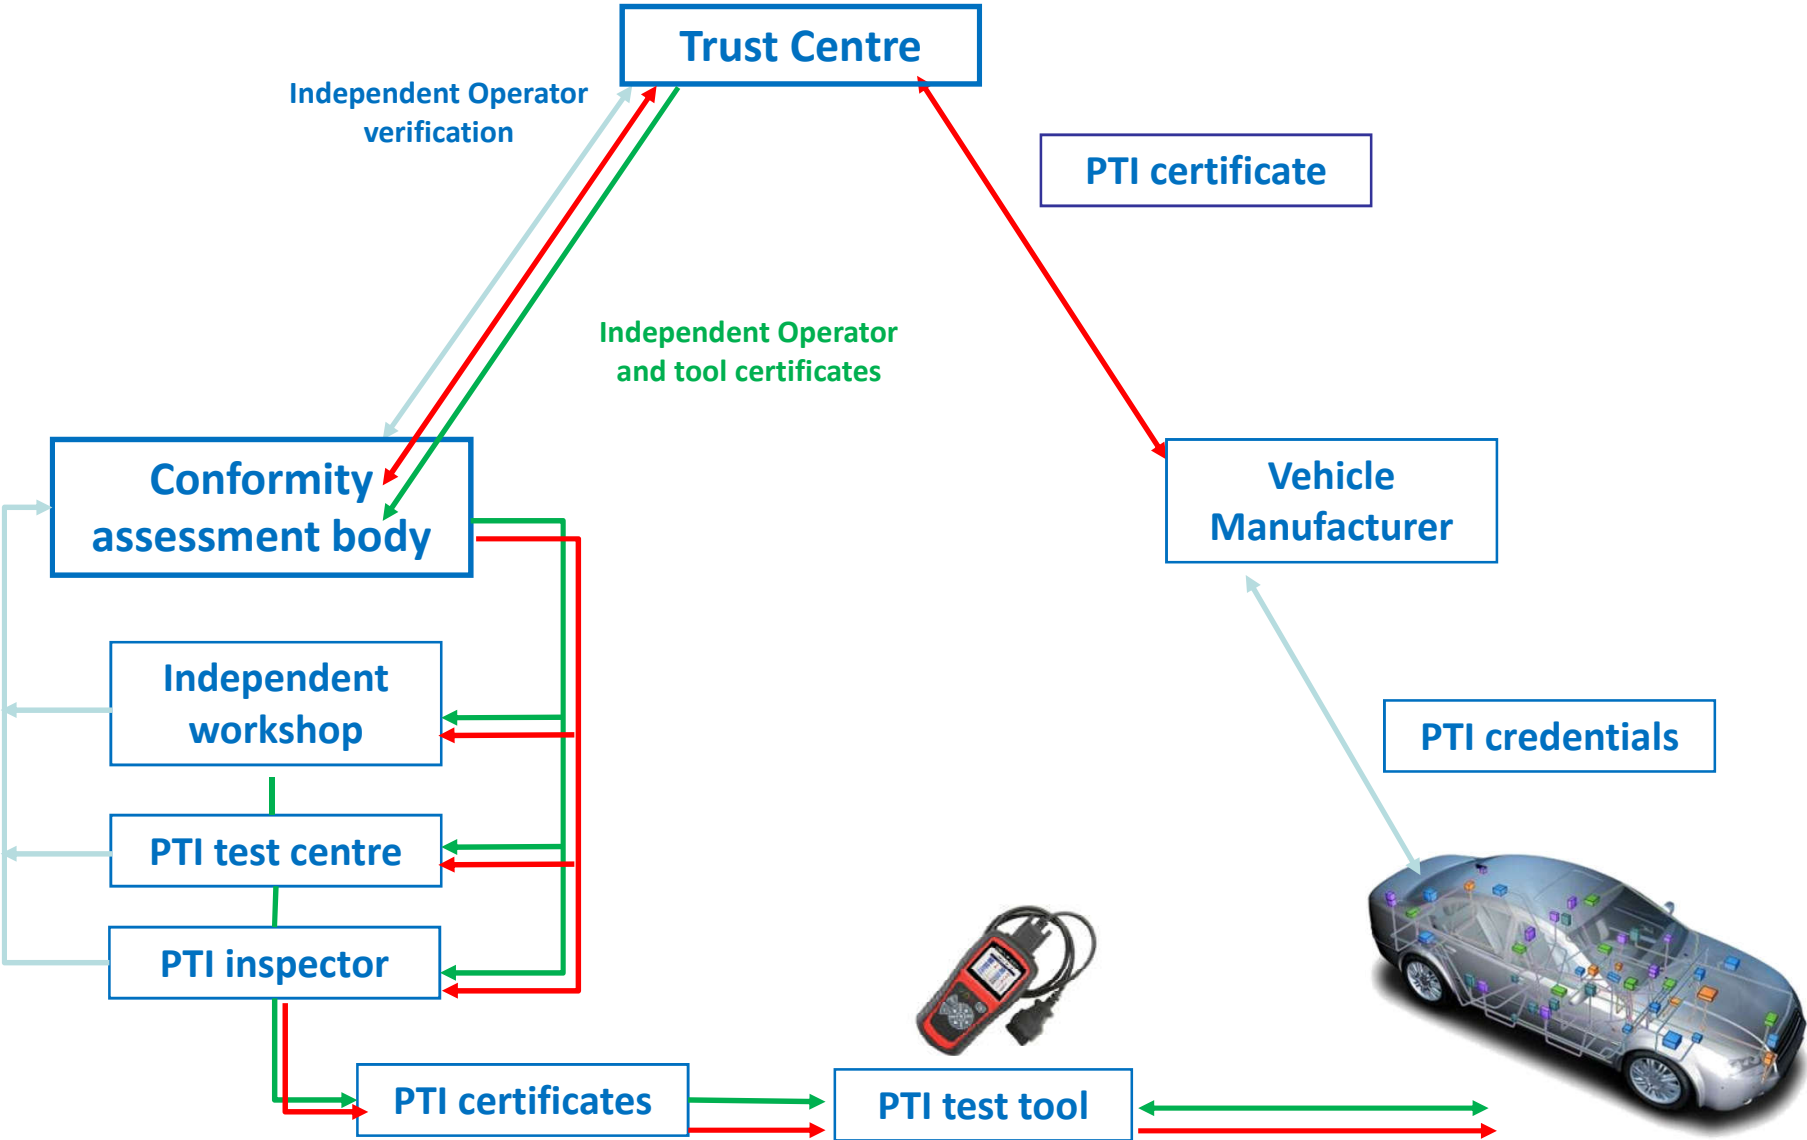 Trust Centre
Independent Operator
verification
PTI certificate
Independent Operator
and tool certificates
Conformity
assessment body
Vehicle
Manufacturer
Independent
workshop
PTI credentials
PTI test centre
PTI inspector
PTI certificates
PTI test tool